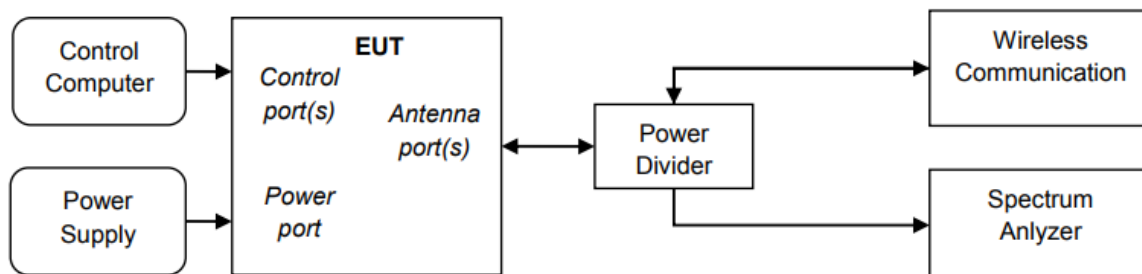 Control
Computer
EUT
Control
port(s)
Antenna
port(s)
Power
port
Power
Supply
Power
Divider
Wireless
Communication
Spectrum
Anlyzer